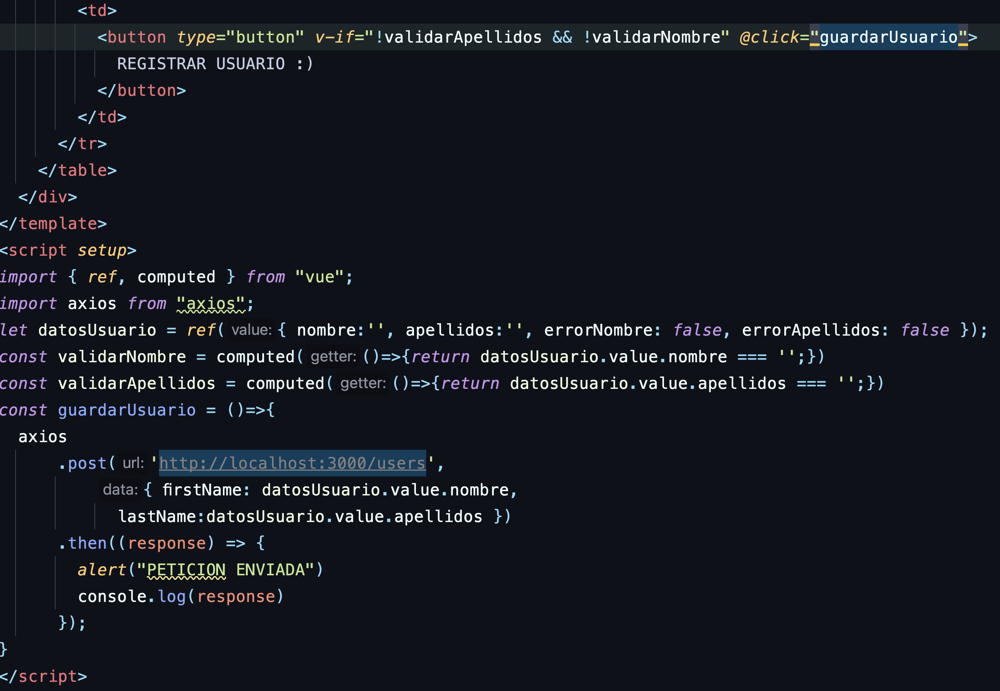 <td>
<button type="button" v-if="!validarApellidos && !validarNombre" @click="guardarUsuario">
REGISTRAR USUARIO :)
</button>
</td>
</tr>
</table>
</div>
</template>
<script setup>
import { ref, computed } from "vue";
import axios from "axios";
let datosUsuario = ref( value: { nombre:'', apellidos:'', errorNombre: false, errorApellidos: false });
const validarNombre = computed( getter: ()=>{return datosUsuario.value.nombre === '';})
const validarApellidos = computed( getter: ()=>{return datosUsuario.value.apellidos === '';})
const guardarUsuario = ()=>{
axios
.post( url: 'http://localhost:3000/users',
data: { firstName: datosUsuario.value.nombre,
lastName:datosUsuario.value.apellidos })
.then((response) => {
alert("PETICION ENVIADA")
console.log(response)
});
}
</script>